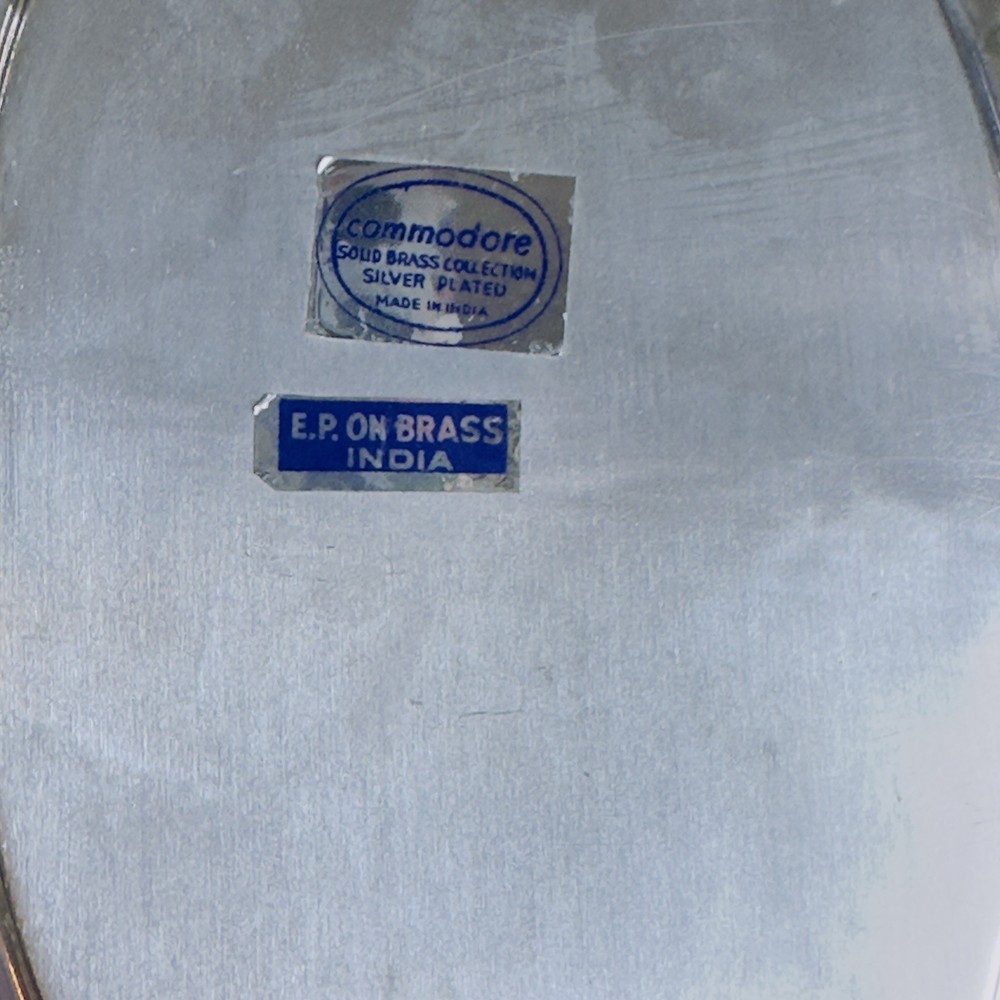 commodore
SOLID BRASS COLLECTION
SILVER PLATED
MADE IN INDIA
E.P. ON BRASS
INDIA